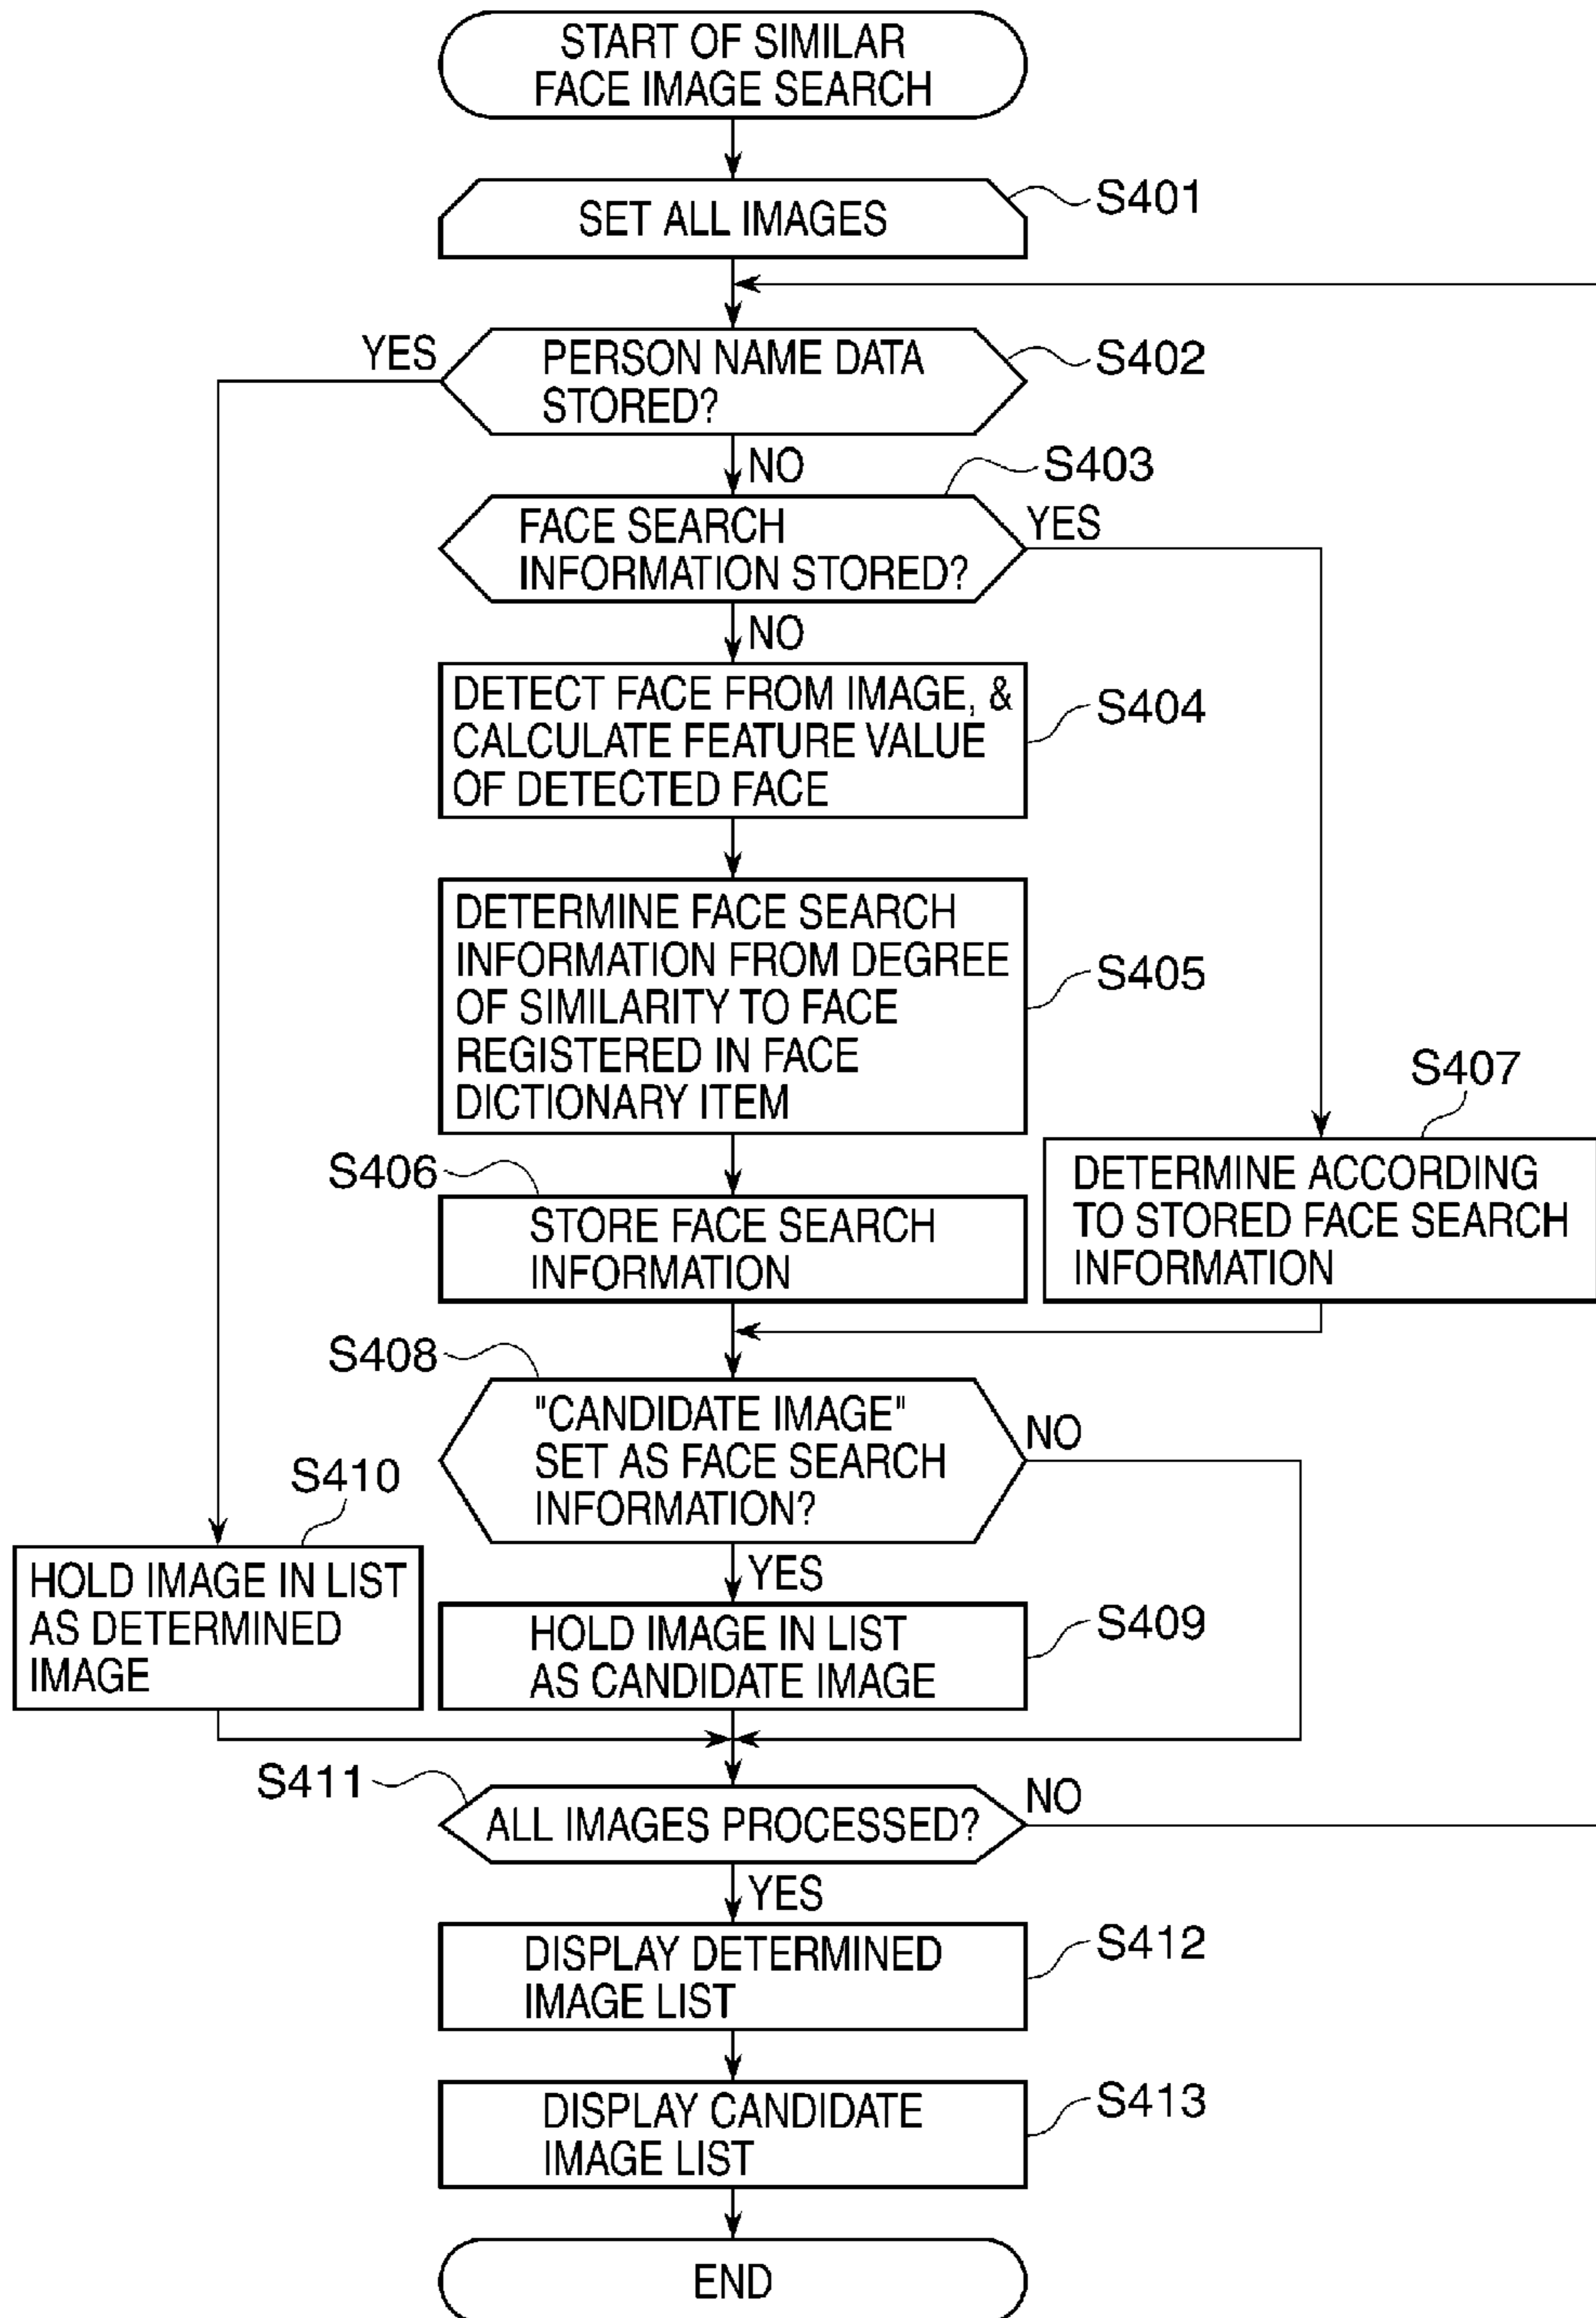 START OF SIMILAR
FACE IMAGE SEARCH
SET ALL IMAGES
S401
YES
PERSON NAME DATA
STORED?
S402
NO
S403
FACE SEARCH
INFORMATION STORED?
YES
NO
DETECT FACE FROM IMAGE, &
CALCULATE FEATURE VALUE
OF DETECTED FACE
S404
DETERMINE FACE SEARCH
INFORMATION FROM DEGREE
OF SIMILARITY TO FACE
REGISTERED IN FACE
DICTIONARY ITEM
S405
S407
DETERMINE ACCORDING
TO STORED FACE SEARCH
INFORMATION
S406
STORE FACE SEARCH
INFORMATION
S408
"CANDIDATE IMAGE"
SET AS FACE SEARCH
INFORMATION?
NO
S410
HOLD IMAGE IN LIST
AS DETERMINED
IMAGE
YES
HOLD IMAGE IN LIST
AS CANDIDATE IMAGE
S409
S411
ALL IMAGES PROCESSED?
NO
YES
DISPLAY DETERMINED
IMAGE LIST
S412
DISPLAY CANDIDATE
IMAGE LIST
S413
END